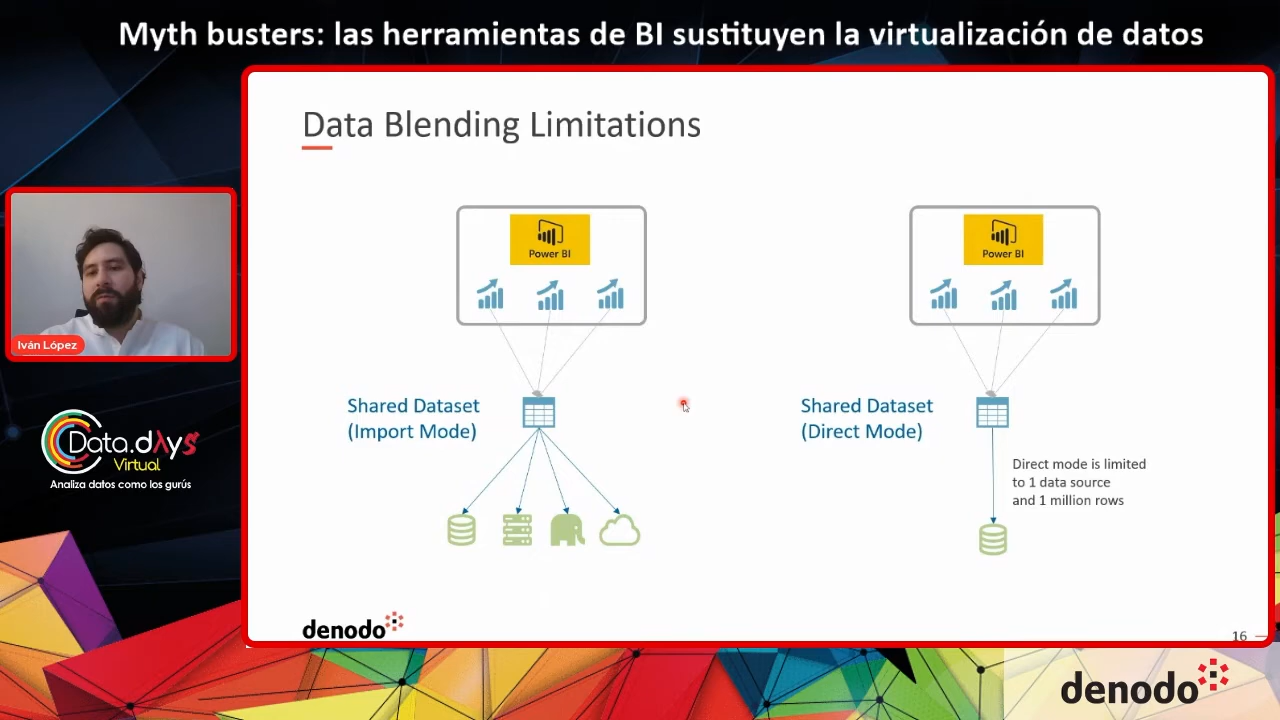 Myth busters: las herramientas de BI sustituyen la virtualización de datos
Data Blending Limitations
Power BI
Power BI
Iván López
Shared Dataset
(Import Mode)
Shared Dataset
(Direct Mode)
Direct mode is limited
to 1 data source
and 1 million rows
Data.dλys
Virtual
Analiza datos como los gurús
denodo
16
denodo